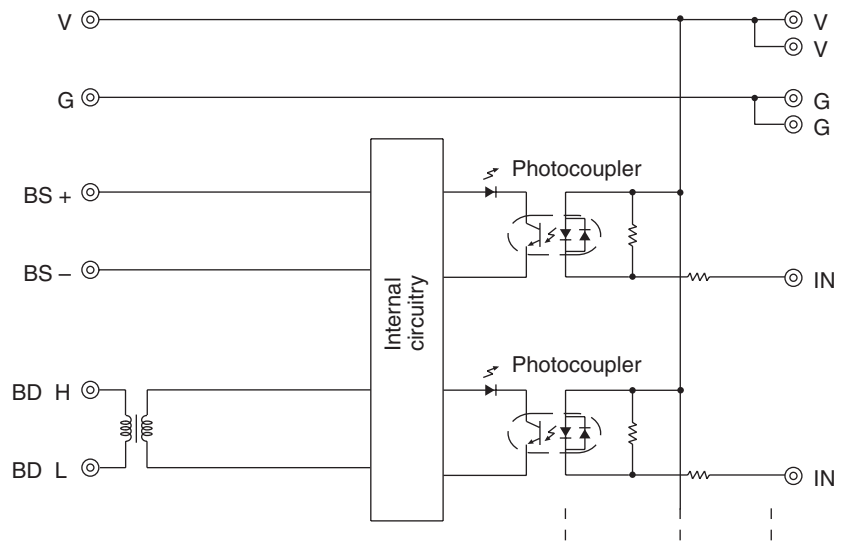 V
V
V
G
G
G
Photocoupler
BS +
BS –
IN
Internal
circuitry
Photocoupler
BD H
BD L
IN